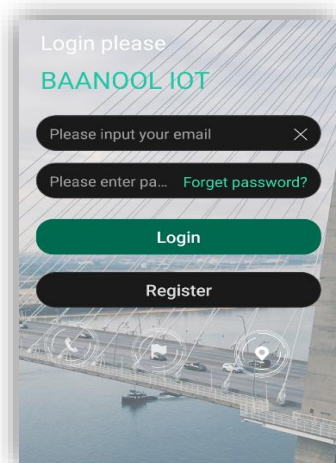 Login please
BAANOOL IOT
Please input your email
Please enter pa... Forget password?
Login
Register